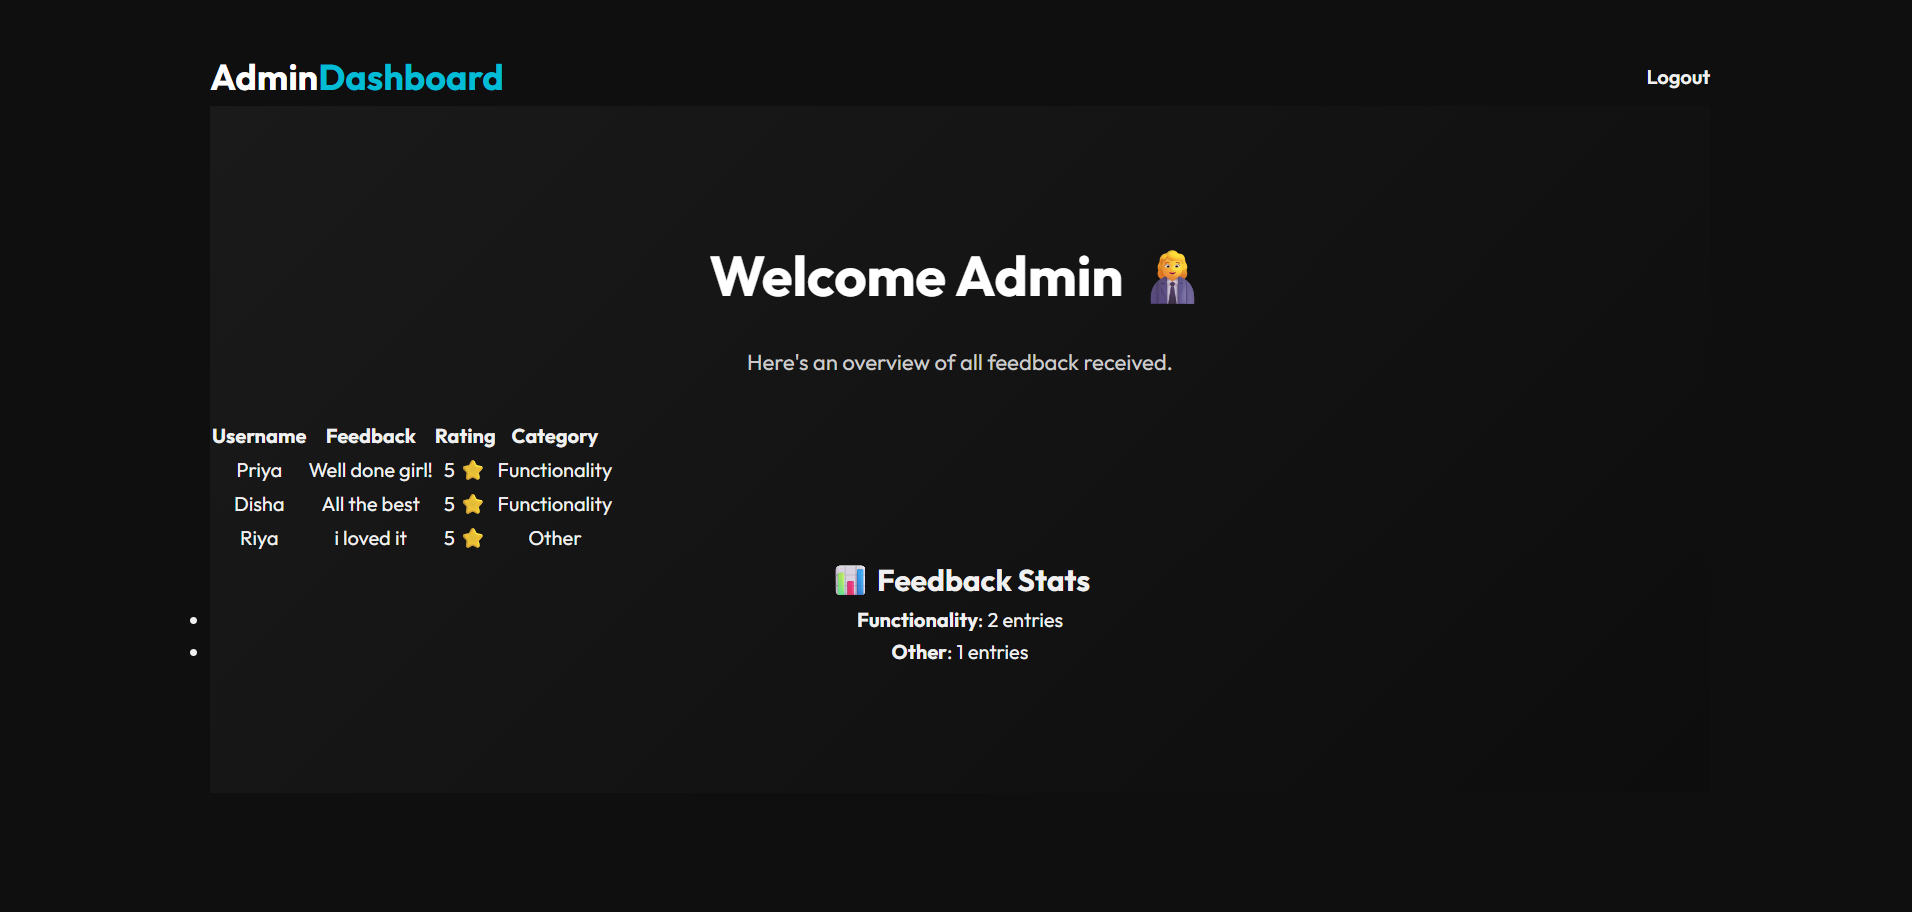 AdminDashboard
Logout
Welcome Admin
Here's an overview of all feedback received.
Username Feedback Rating Category
Priya Well done girl! 5 ⭐ Functionality
Disha All the best 5 ⭐ Functionality
Riya i loved it 5 ⭐ Other
📊 Feedback Stats
• Functionality: 2 entries
• Other: 1 entries